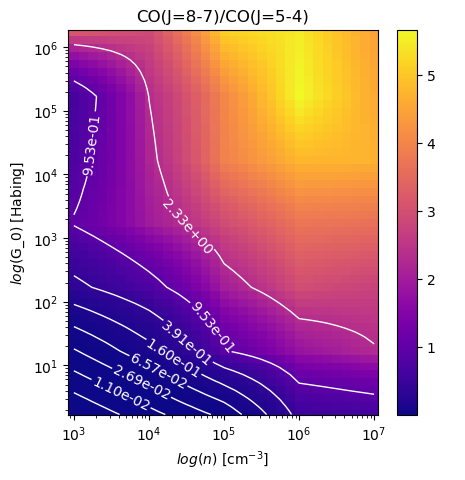 CO(J=8-7)/CO(J=5-4)
10^6
10^5
10^4
10^3
10^2
10^1
log(G_0) [Habing]
9.53e-01
2.33e+00
9.53e-01
3.91e-01
1.60e-01
6.57e-02
2.69e-02
1.10e-02
10^3 10^4 10^5 10^6 10^7
log(n) [cm^−3]
5
4
3
2
1